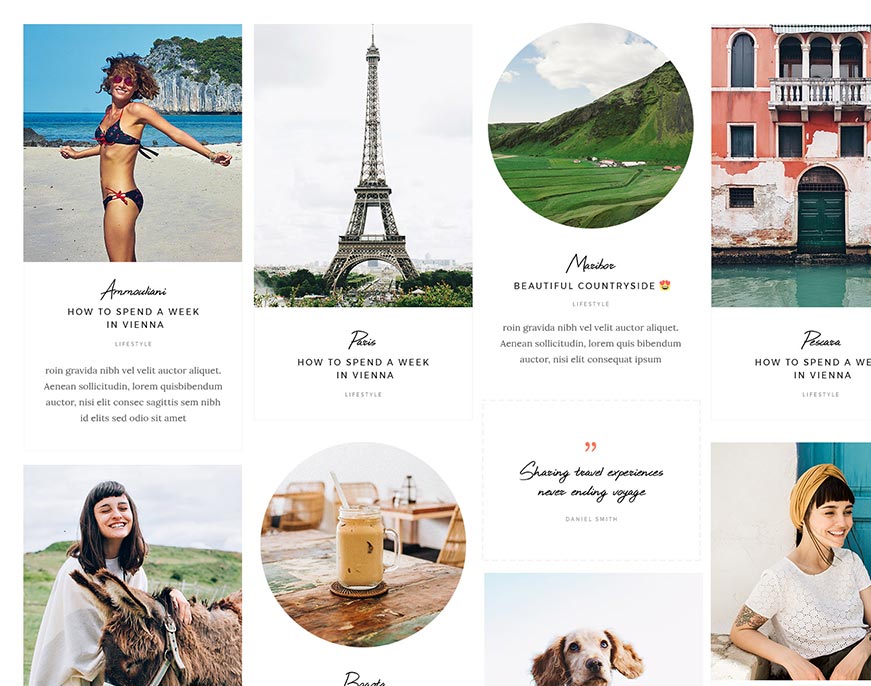 Ammouliani
HOW TO SPEND A WEEK
IN VIENNA
LIFESTYLE
roin gravida nibh vel velit auctor aliquet.
Aenean sollicitudin, lorem quisbibendum
auctor, nisi elit consec sagittis sem nibh
id elits sed odio sit amet
Paris
HOW TO SPEND A WEEK
IN VIENNA
LIFESTYLE
Maribor
BEAUTIFUL COUNTRYSIDE 😍
LIFESTYLE
roin gravida nibh vel velit auctor aliquet.
Aenean sollicitudin, lorem quis bibendum
auctor, nisi elit consequat ipsum
”
Sharing travel experiences
never ending voyage
DANIEL SMITH
Pescara
HOW TO SPEND A WE
IN VIENNA
LIFESTYLE